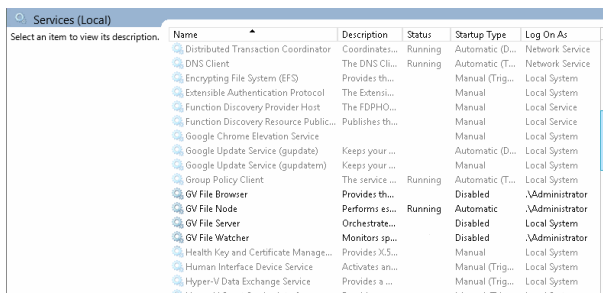 Services (Local)
Select an item to view its description.
Name Description Status Startup Type Log On As
Distributed Transaction Coordinator Coordinates... Running Automatic (D... Network Service
DNS Client The DNS Cli... Running Automatic (T... Network Service
Encrypting File System (EFS) Provides th... Manual (Trig... Local System
Extensible Authentication Protocol The Extensi... Manual Local System
Function Discovery Provider Host The FDPHO... Manual Local Service
Function Discovery Resource Public... Publishes th... Manual Local Service
Google Chrome Elevation Service Manual Local System
Google Update Service (gupdate) Keeps your ... Automatic (D... Local System
Google Update Service (gupdatem) Keeps your ... Manual Local System
Group Policy Client The service ... Running Automatic (T... Local System
GV File Browser Provides th... Disabled .\Administrator
GV File Node Performs es... Running Automatic .\Administrator
GV File Server Orchestrate... Disabled Local System
GV File Watcher Monitors sp... Disabled .\Administrator
Health Key and Certificate Manage... Provides X.5... Manual Local System
Human Interface Device Service Activates an... Manual (Trig... Local System
Hyper-V Data Exchange Service Provides a ... Manual (Trig... Local System